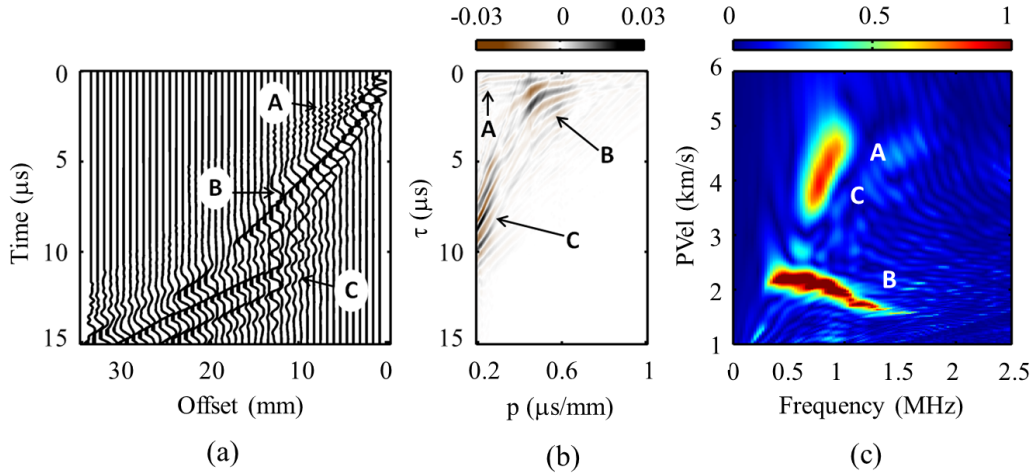 -0.03 0 0.03
0 0.5 1
0
5
10
15
Time (µs)
A
B
C
30 20 10 0
Offset (mm)
(a)
0
5
10
15
τ (µs)
A
B
C
0.2 0.6 1
p (µs/mm)
(b)
6
5
4
3
2
1
PVel (km/s)
A
C
B
0 0.5 1 1.5 2 2.5
Frequency (MHz)
(c)